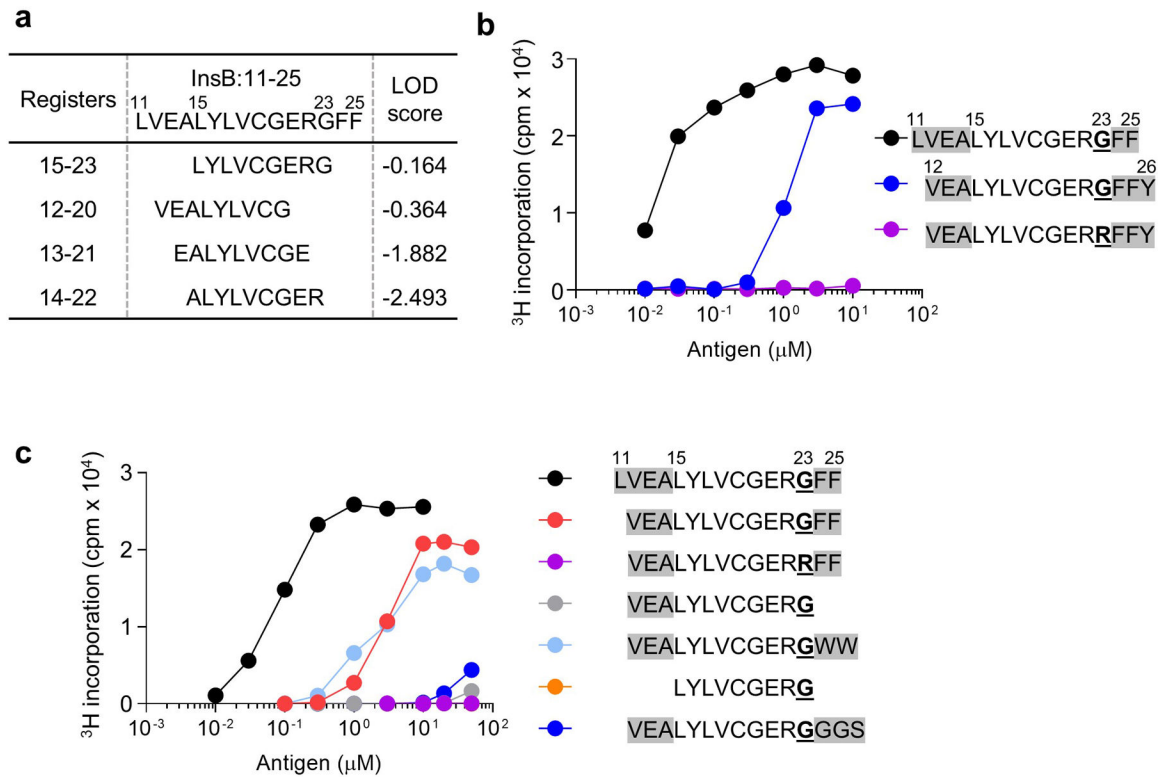 a
Registers
InsB:11-25
11 15 23 25
LVEALYLVCGERGFF
LOD
score
15-23 LYLVCGERG -0.164
12-20 VEALYLVCG -0.364
13-21 EALYLVCGE -1.882
14-22 ALYLVCGER -2.493
b
³H incorporation (cpm x 10⁴)
3
2
1
0
10⁻³ 10⁻² 10⁻¹ 10⁰ 10¹ 10²
Antigen (μM)
11 15 23 25
LVEALYLVCGERGFF
12 26
VEALYLVCGERGFFY
VEALYLVCGERRFFY
c
³H incorporation (cpm x 10⁴)
3
2
1
0
10⁻³ 10⁻² 10⁻¹ 10⁰ 10¹ 10²
Antigen (μM)
11 15 23 25
LVEALYLVCGERGFF
VEALYLVCGERGFF
VEALYLVCGERRFF
VEALYLVCGERG
VEALYLVCGERGWW
LYLVCGERG
VEALYLVCGERGGGS